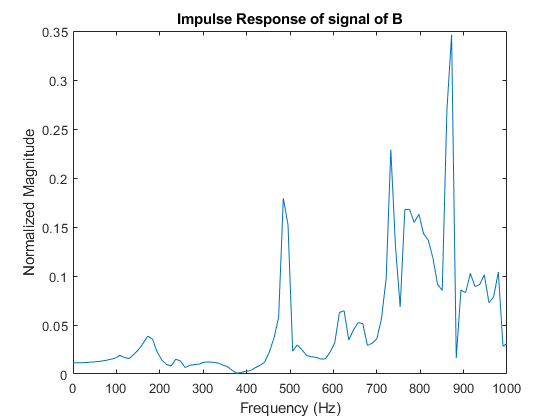 Impulse Response of signal of B
Normalized Magnitude
0.35
0.3
0.25
0.2
0.15
0.1
0.05
0
0 100 200 300 400 500 600 700 800 900 1000
Frequency (Hz)